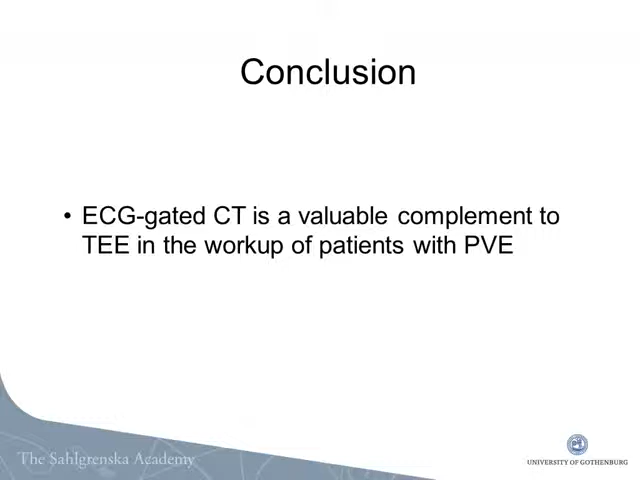 Conclusion
• ECG-gated CT is a valuable complement to
TEE in the workup of patients with PVE
The Sahlgrenska Academy
UNIVERSITY OF GOTHENBURG